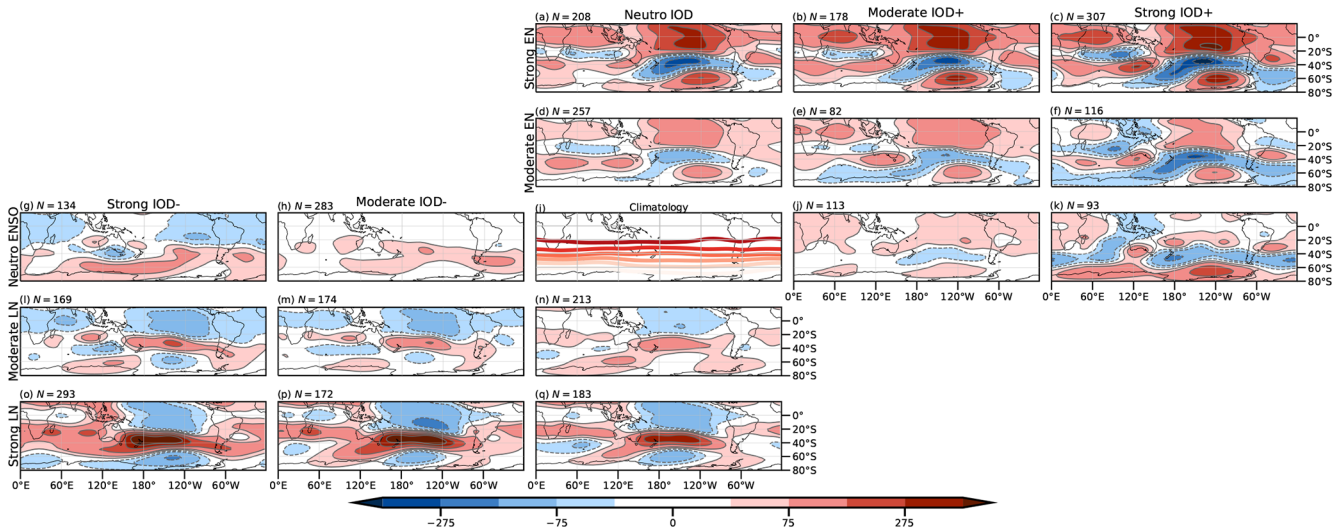 Neutro IOD
Moderate IOD+
Strong IOD+
(a) N = 208
(b) N = 178
(c) N = 307
Strong EN
0°
20°S
40°S
60°S
80°S
(d) N = 257
(e) N = 82
(f) N = 116
Moderate EN
0°
20°S
40°S
60°S
80°S
Strong IOD-
Moderate IOD-
(g) N = 134
(h) N = 283
(i)
Climatology
(j) N = 113
(k) N = 93
Neutro ENSO
0°
20°S
40°S
60°S
80°S
0°E 60°E 120°E 180° 120°W 60°W
0°E 60°E 120°E 180° 120°W 60°W
(l) N = 169
(m) N = 174
(n) N = 213
Moderate LN
0°
20°S
40°S
60°S
80°S
(o) N = 293
(p) N = 172
(q) N = 183
Strong LN
0°
20°S
40°S
60°S
80°S
0°E 60°E 120°E 180° 120°W 60°W
0°E 60°E 120°E 180° 120°W 60°W
0°E 60°E 120°E 180° 120°W 60°W
−275 −75 0 75 275